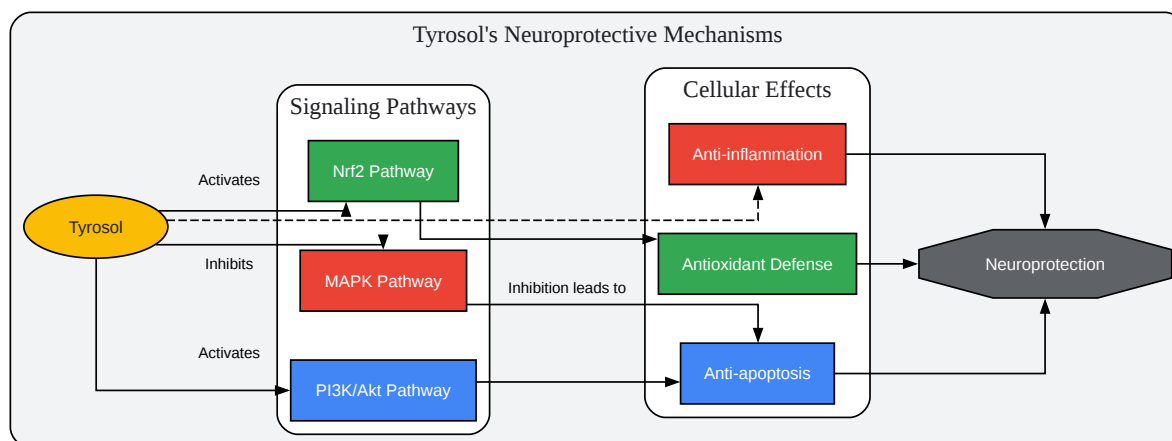 Tyrosol's Neuroprotective Mechanisms
Signaling Pathways
Cellular Effects
Anti-inflammation
Nrf2 Pathway
Activates
Tyrosol
Inhibits
MAPK Pathway
Inhibition leads to
Antioxidant Defense
Neuroprotection
Activates
PI3K/Akt Pathway
Anti-apoptosis